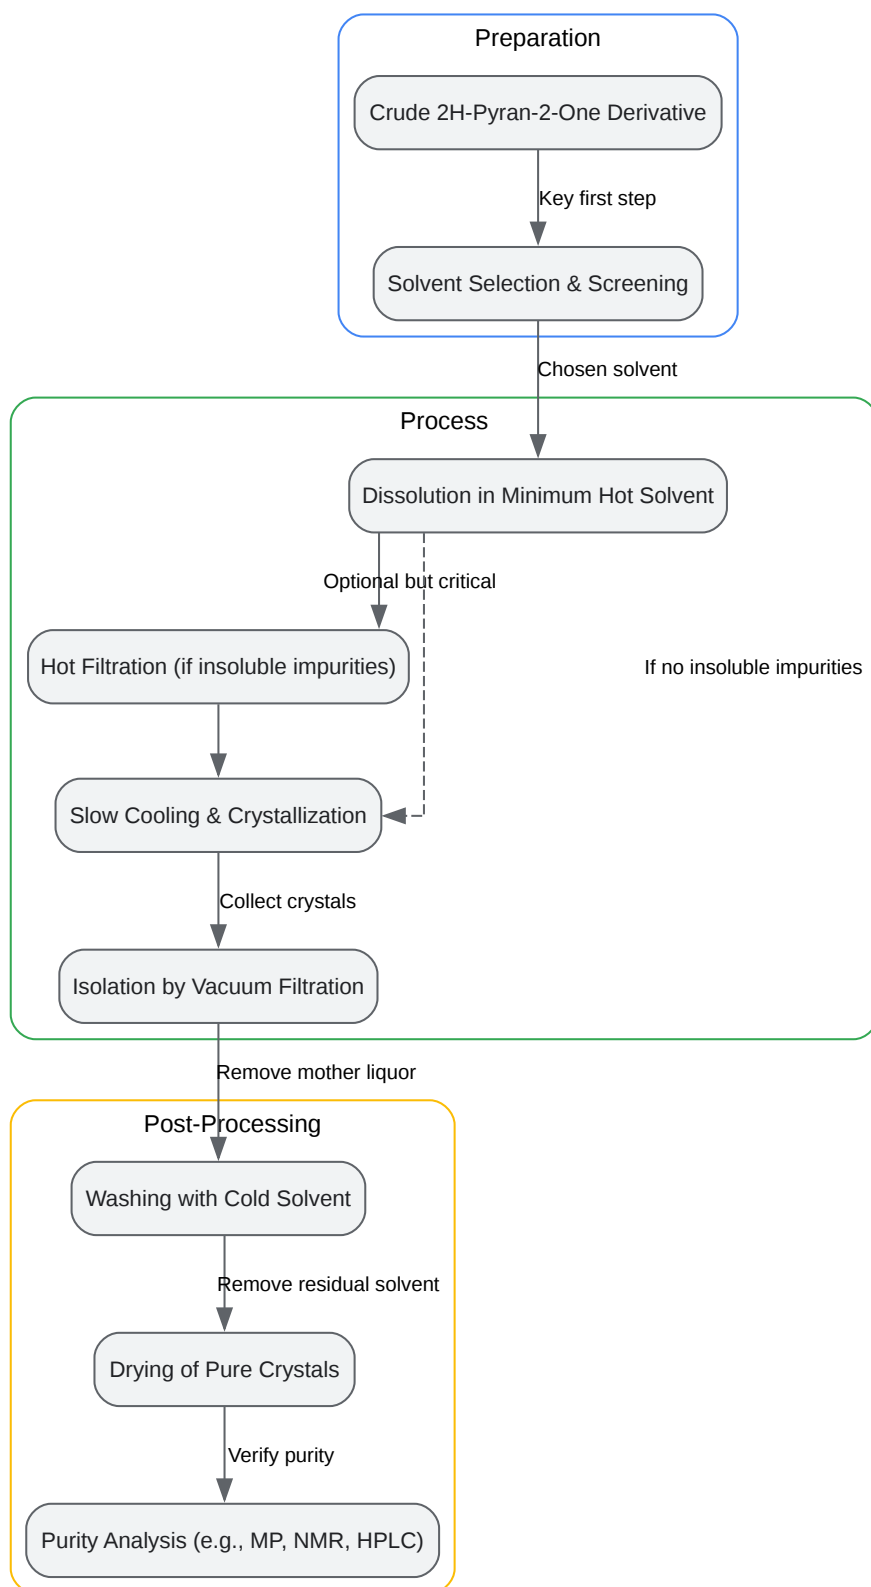 Preparation
Crude 2H-Pyran-2-One Derivative
Key first step
Solvent Selection & Screening
Chosen solvent
Process
Dissolution in Minimum Hot Solvent
Optional but critical
Hot Filtration (if insoluble impurities)
If no insoluble impurities
Slow Cooling & Crystallization
Collect crystals
Isolation by Vacuum Filtration
Remove mother liquor
Post-Processing
Washing with Cold Solvent
Remove residual solvent
Drying of Pure Crystals
Verify purity
Purity Analysis (e.g., MP, NMR, HPLC)